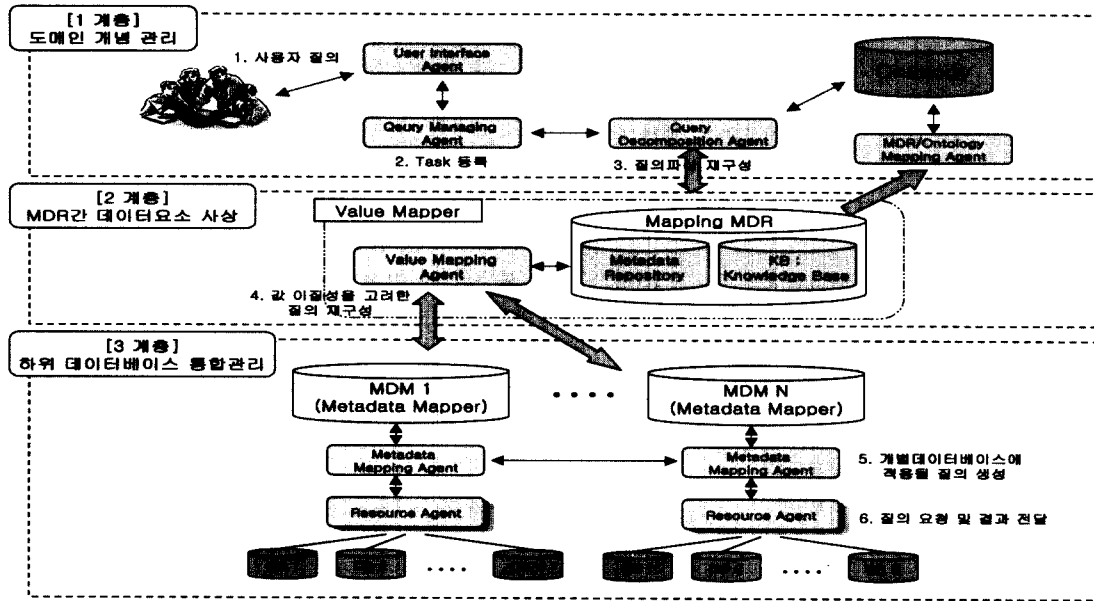 [1 계층]
도메인 개념 관리
1. 사용자 질의
User Interface
Agent
Qeury Managing
Agent
2. Task 등록
Query
Decomposition Agent
3. 질의파싱 재구성
MDR/Ontology
Mapping Agent
[2 계층]
MDR간 데이터요소 사상
Value Mapper
Mapping MDR
Value Mapping
Agent
Metadata
Repository
KB :
Knowledge Base
4. 값 이질성을 고려한
질의 재구성
[3 계층]
하위 데이터베이스 통합관리
MDM 1
(Metadata Mapper)
• • • •
MDM N
(Metadata Mapper)
Metadata
Mapping Agent
Metadata
Mapping Agent
5. 개별데이터베이스에
적용될 질의 생성
Resource Agent
Resource Agent
6. 질의 요청 및 결과 전달
• • • •
• • • •